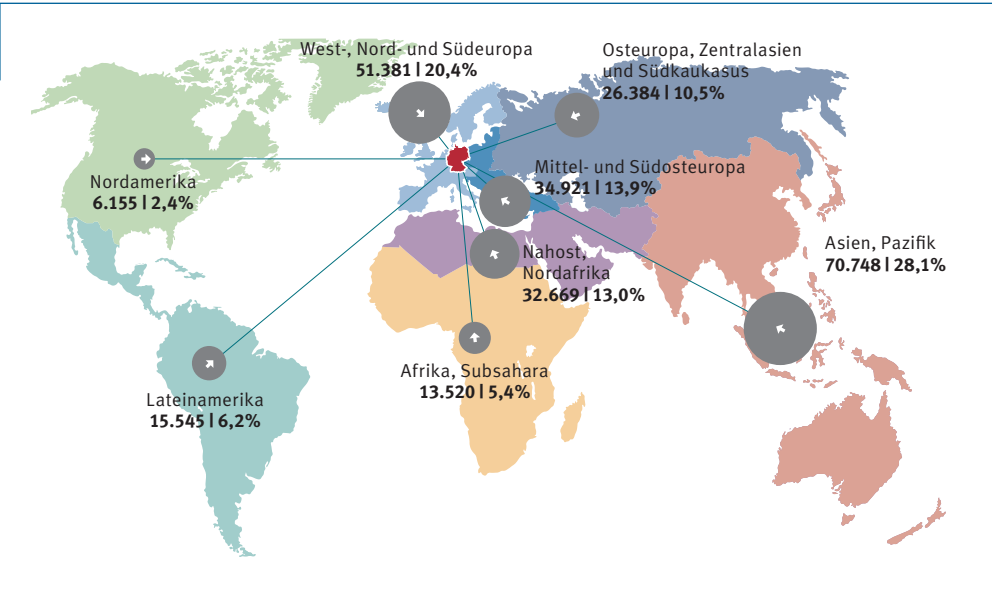 West-, Nord- und Südeuropa
51.381 | 20,4%
Osteuropa, Zentralasien
und Südkaukasus
26.384 | 10,5%
Mittel- und Südosteuropa
34.921 | 13,9%
Nordamerika
6.155 | 2,4%
Nahost,
Nordafrika
32.669 | 13,0%
Asien, Pazifik
70.748 | 28,1%
Afrika, Subsahara
13.520 | 5,4%
Lateinamerika
15.545 | 6,2%